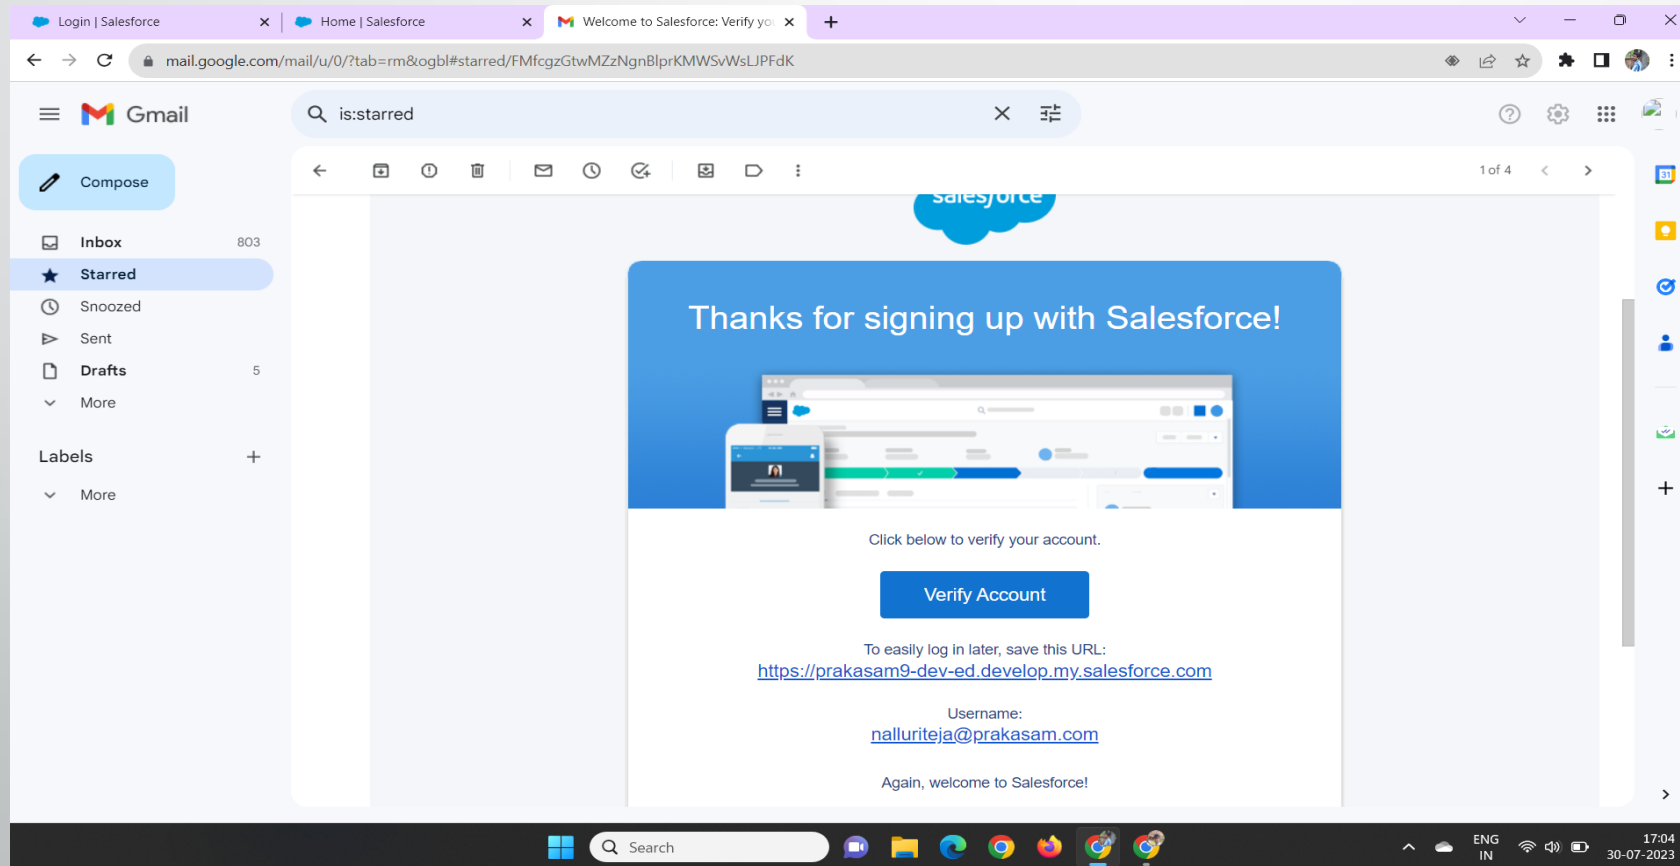 Login | Salesforce
Home | Salesforce
Welcome to Salesforce: Verify you
mail.google.com/mail/u/0/?tab=rm&ogbl#starred/FMfcgzGtwMZzNgnBlprKMWSvWsLJPFdK
Gmail
is:starred
Compose
1 of 4
Inbox 803
Starred
Snoozed
Sent
Drafts 5
More
Labels
More
salesforce
Thanks for signing up with Salesforce!
Click below to verify your account.
Verify Account
To easily log in later, save this URL:
https://prakasam9-dev-ed.develop.my.salesforce.com
Username:
nalluriteja@prakasam.com
Again, welcome to Salesforce!
31
Search
ENG
IN
17:04
30-07-2023